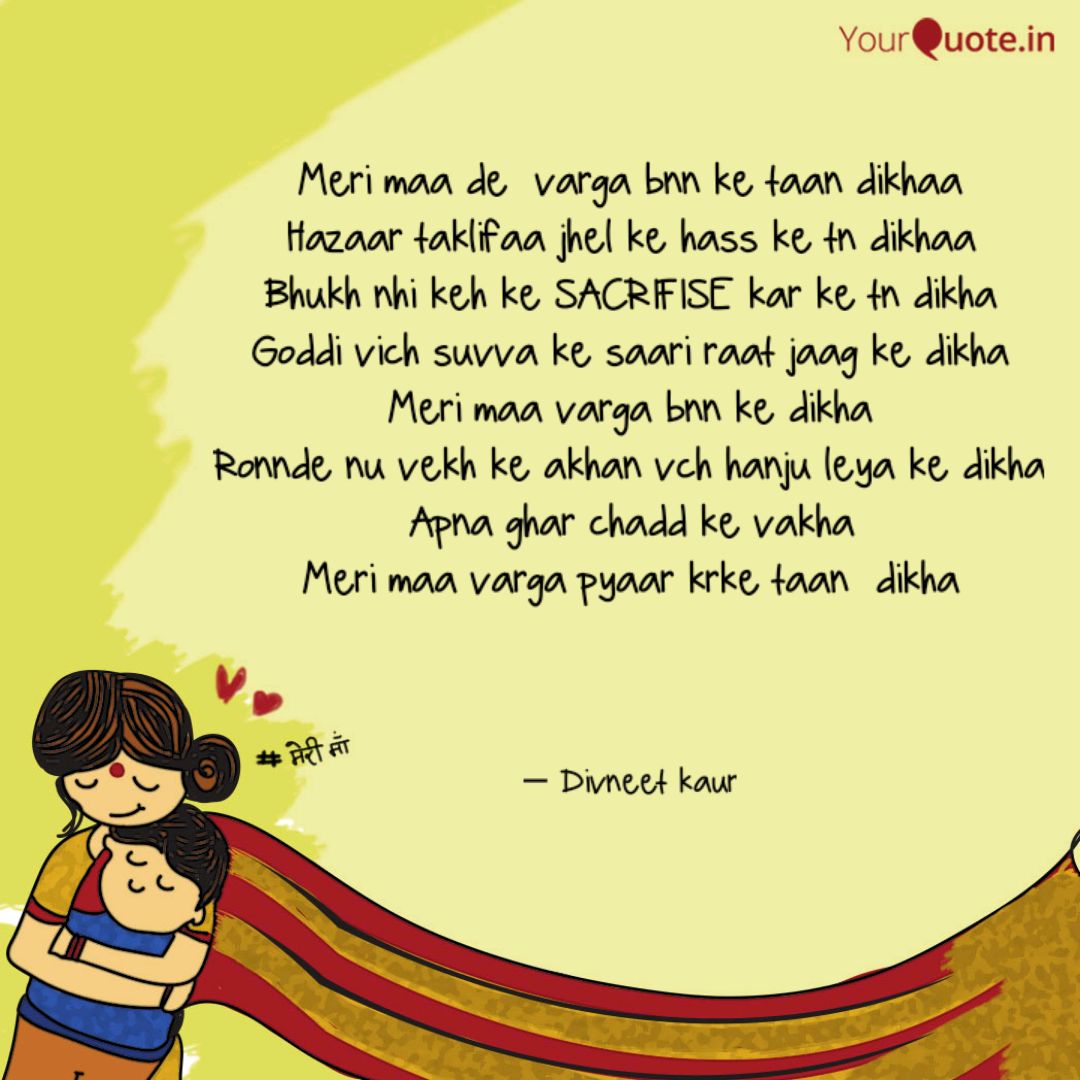 YourQuote.in
Meri maa de varga bnn ke taan dikhaa
Hazaar taklifaa jhel ke hass ke tn dikhaa
Bhukh nhi keh ke SACRIFISE kar ke tn dikha
Goddi vich suvva ke saari raat jaag ke dikha
Meri maa varga bnn ke dikha
Ronnde nu vekh ke akhan vch hanju leya ke dikha
Apna ghar chadd ke vakha
Meri maa varga pyaar krke taan dikha
# मेरी माँ
— Divneet kaur